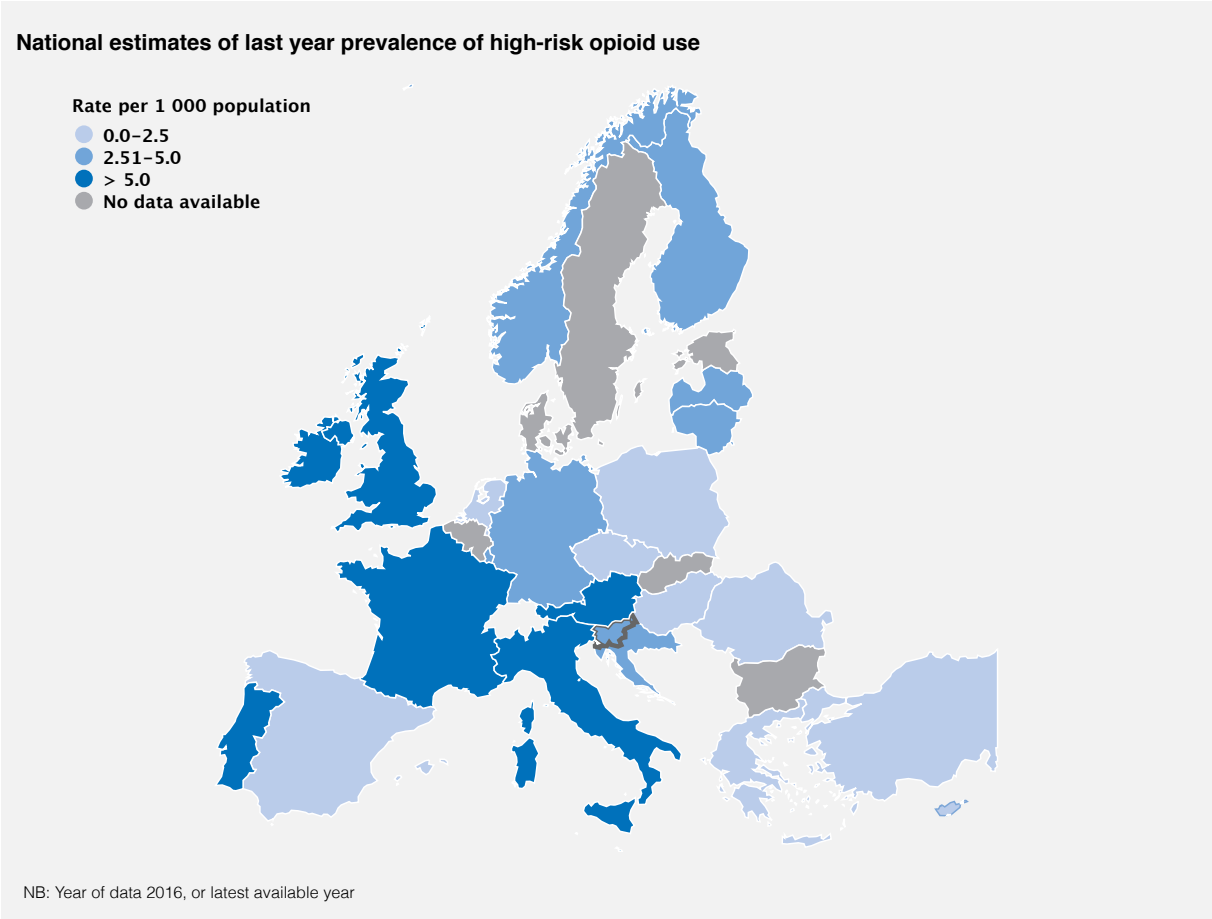 National estimates of last year prevalence of high-risk opioid use
Rate per 1 000 population
0.0–2.5
2.51–5.0
> 5.0
No data available
NB: Year of data 2016, or latest available year